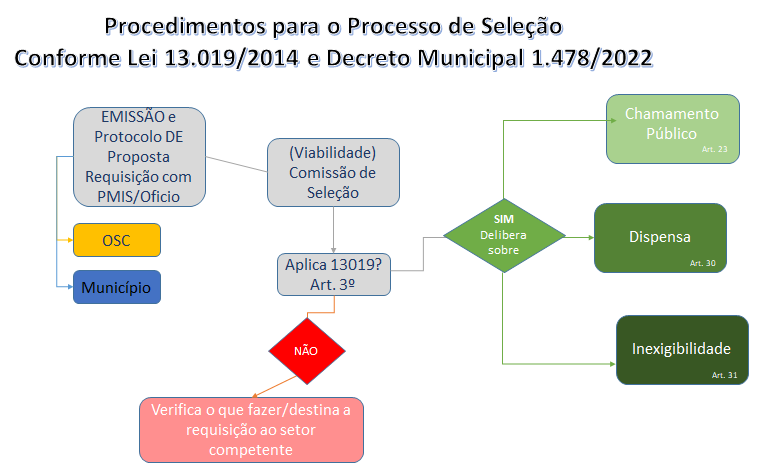 Procedimentos para o Processo de Seleção
Conforme Lei 13.019/2014 e Decreto Municipal 1.478/2022
EMISSÃO e
Protocolo DE
Proposta
Requisição com
PMIS/Oficio
OSC
Município
(Viabilidade)
Comissão de
Seleção
Aplica 13019?
Art. 3º
NÃO
Verifica o que fazer/destina a
requisição ao setor
competente
SIM
Delibera
sobre
Chamamento
Público
Art. 23
Dispensa
Art. 30
Inexigibilidade
Art. 31